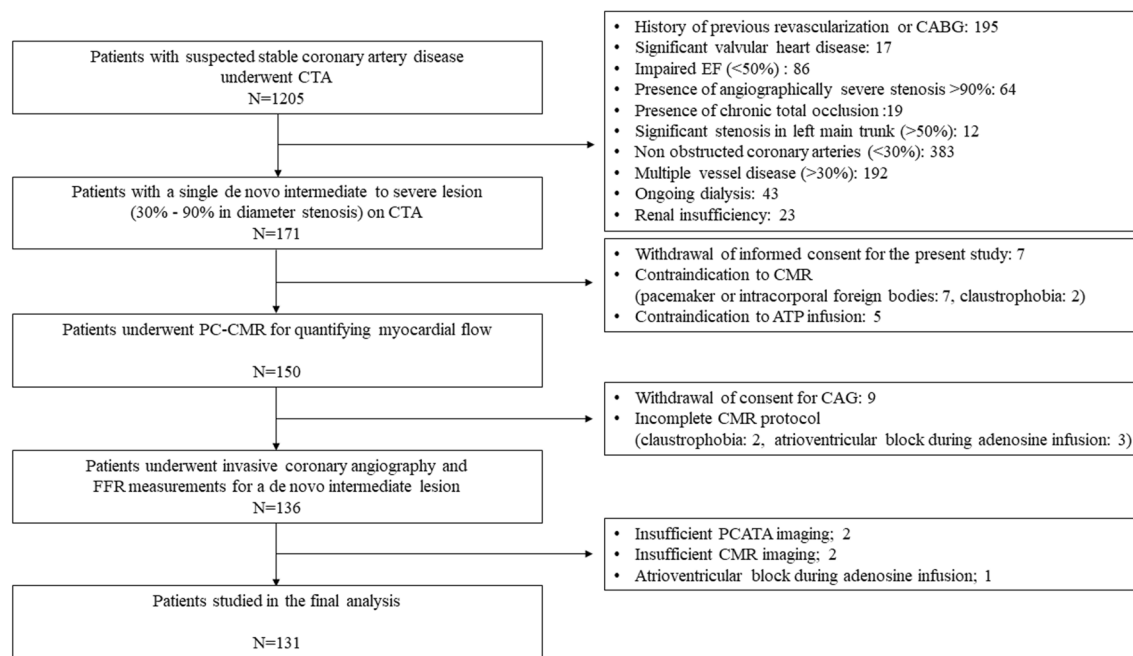 Patients with suspected stable coronary artery disease
underwent CTA
N=1205
• History of previous revascularization or CABG: 195
• Significant valvular heart disease: 17
• Impaired EF (<50%) : 86
• Presence of angiographically severe stenosis >90%: 64
• Presence of chronic total occlusion :19
• Significant stenosis in left main trunk (>50%): 12
• Non obstructed coronary arteries (<30%): 383
• Multiple vessel disease (>30%): 192
• Ongoing dialysis: 43
• Renal insufficiency: 23
Patients with a single de novo intermediate to severe lesion
(30% - 90% in diameter stenosis) on CTA
N=171
• Withdrawal of informed consent for the present study: 7
• Contraindication to CMR
(pacemaker or intracorporal foreign bodies: 7, claustrophobia: 2)
• Contraindication to ATP infusion: 5
Patients underwent PC-CMR for quantifying myocardial flow
N=150
• Withdrawal of consent for CAG: 9
• Incomplete CMR protocol
(claustrophobia: 2, atrioventricular block during adenosine infusion: 3)
Patients underwent invasive coronary angiography and
FFR measurements for a de novo intermediate lesion
N=136
• Insufficient PCATA imaging; 2
• Insufficient CMR imaging; 2
• Atrioventricular block during adenosine infusion; 1
Patients studied in the final analysis
N=131